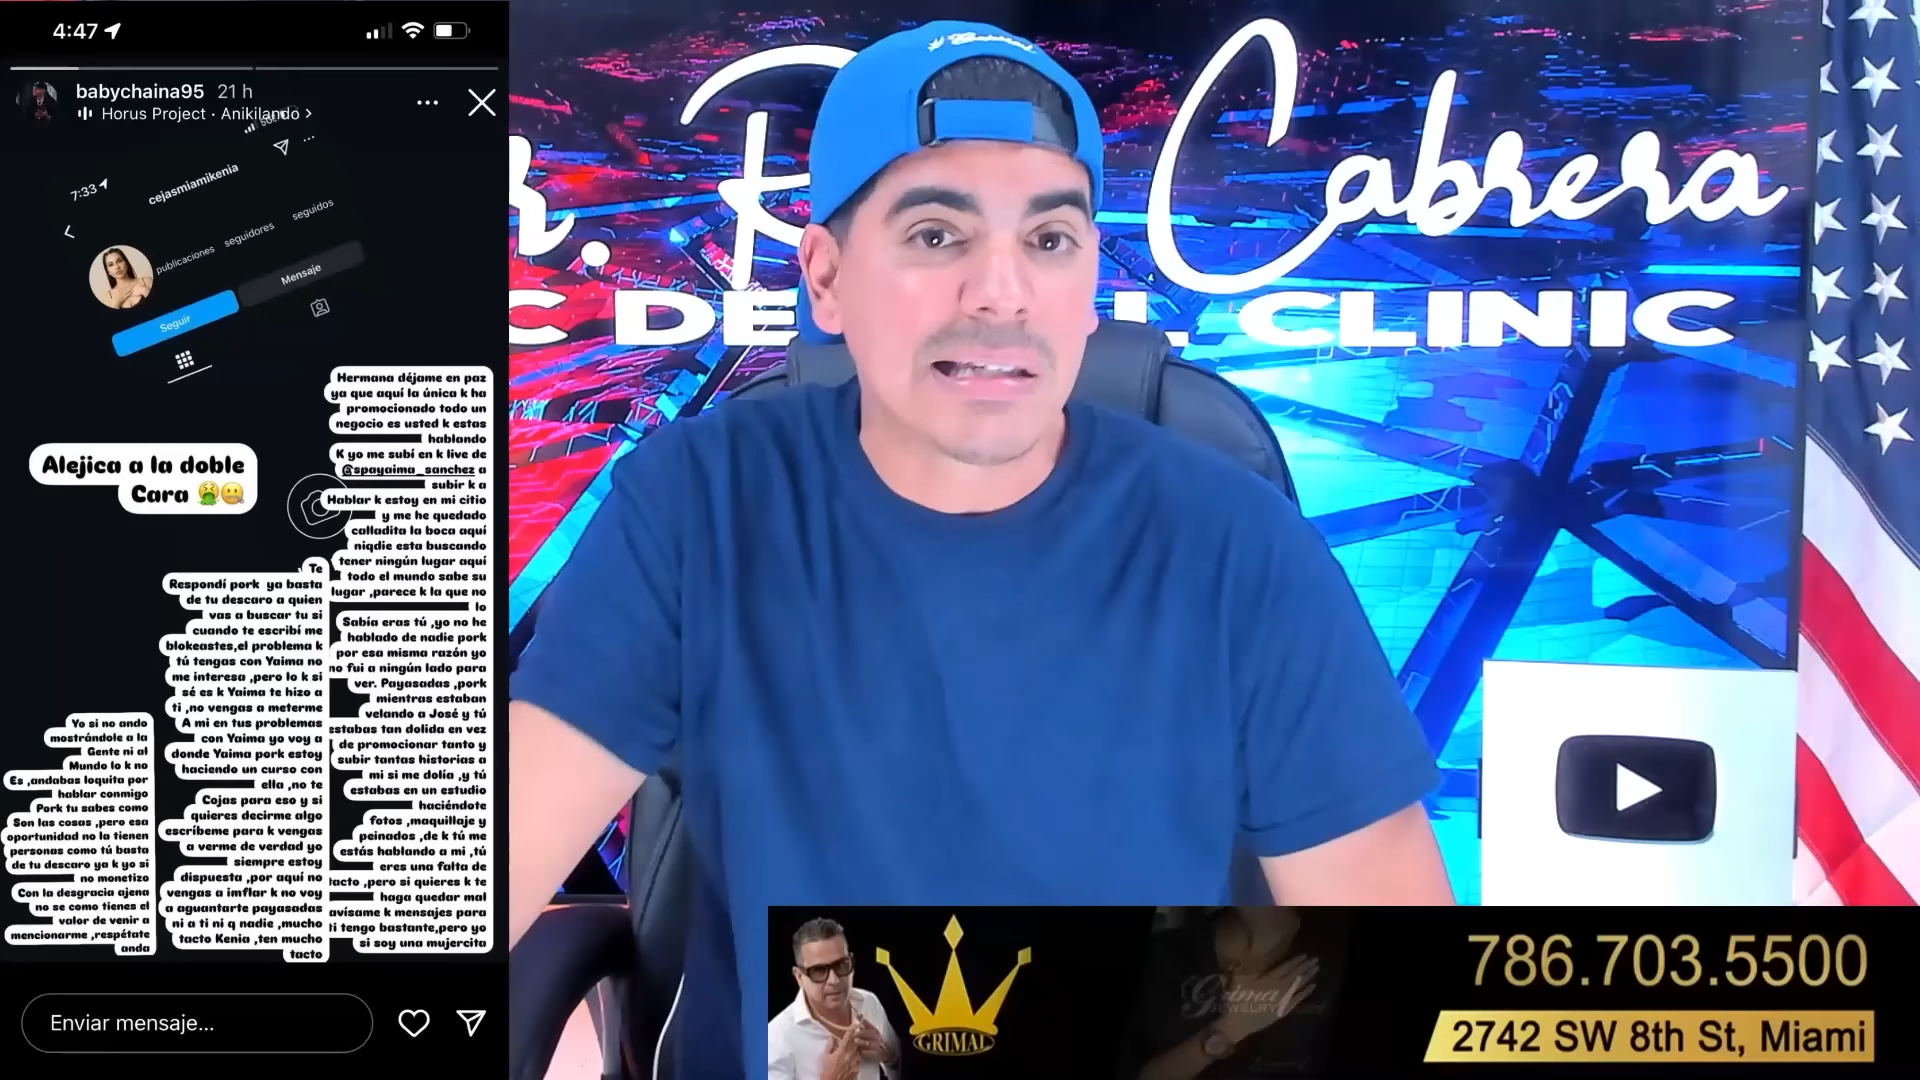 4:47
babychaina95 21 h
Horus Project · Anikilando >
7:33
cejasmiamikenia
publicaciones seguidores seguidos
Seguir
Mensaje
Alejica a la doble
Cara
Hermana déjame en paz
ya que aquí la única k ha
promocionado todo un
negocio es usted k estas
hablando
K yo me subí en k live de
@spayaima_sanchez a
subir k a
Hablar k estoy en mi citio
y me he quedado
calladita la boca aquí
niqdie esta buscando
tener ningún lugar aquí
todo el mundo sabe su
lugar ,parece k la que no
lo
Sabía eras tú ,yo no he
hablado de nadie pork
por esa misma razón yo
no fui a ningún lado para
ver. Payasadas ,pork
mientras estaban
velando a José y tú
estabas tan dolida en vez
de promocionar tanto y
subir tantas historias a
mi si me dolía ,y tú
estabas en un estudio
haciéndote
fotos ,maquillaje y
peinados ,de k tú me
estás hablando a mi ,tú
eres una falta de
tacto ,pero si quieres k te
haga quedar mal
avísame k mensajes para
ti tengo bastante,pero yo
si soy una mujercita
Te
Respondí pork ya basta
de tu descaro a quien
vas a buscar tu si
cuando te escribí me
blokeastes,el problema k
tú tengas con Yaima no
me interesa ,pero lo k si
sé es k Yaima te hizo a
ti ,no vengas a meterme
A mi en tus problemas
con Yaima yo voy a
donde Yaima pork estoy
haciendo un curso con
ella ,no te
Cojas para eso y si
quieres decirme algo
escríbeme para k vengas
a verme de verdad yo
siempre estoy
dispuesta ,por aquí no
vengas a imflar k no voy
a aguantarte payasadas
ni a ti ni q nadie ,mucho
tacto Kenia ,ten mucho
tacto
Yo si no ando
mostrándole a la
Gente ni al
Mundo lo k no
Es ,andabas loquita por
hablar conmigo
Pork tu sabes como
Son las cosas ,pero esa
oportunidad no la tienen
personas como tú basta
de tu descaro ya k yo si
no monetizo
Con la desgracia ajena
no se como tienes el
valor de venir a
mencionarme ,respétate
anda
Enviar mensaje...
Cabrera
CLINIC
GRIMAL
Grimal
JEWELRY
786.703.5500
2742 SW 8th St, Miami